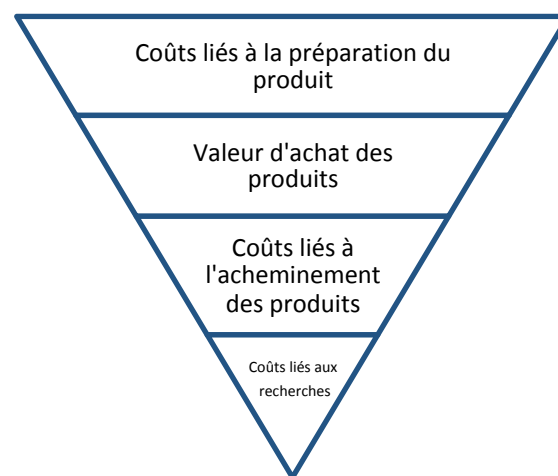 Coûts liés à la préparation du
produit
Valeur d'achat des
produits
Coûts liés à
l'acheminement
des produits
Coûts liés aux
recherches